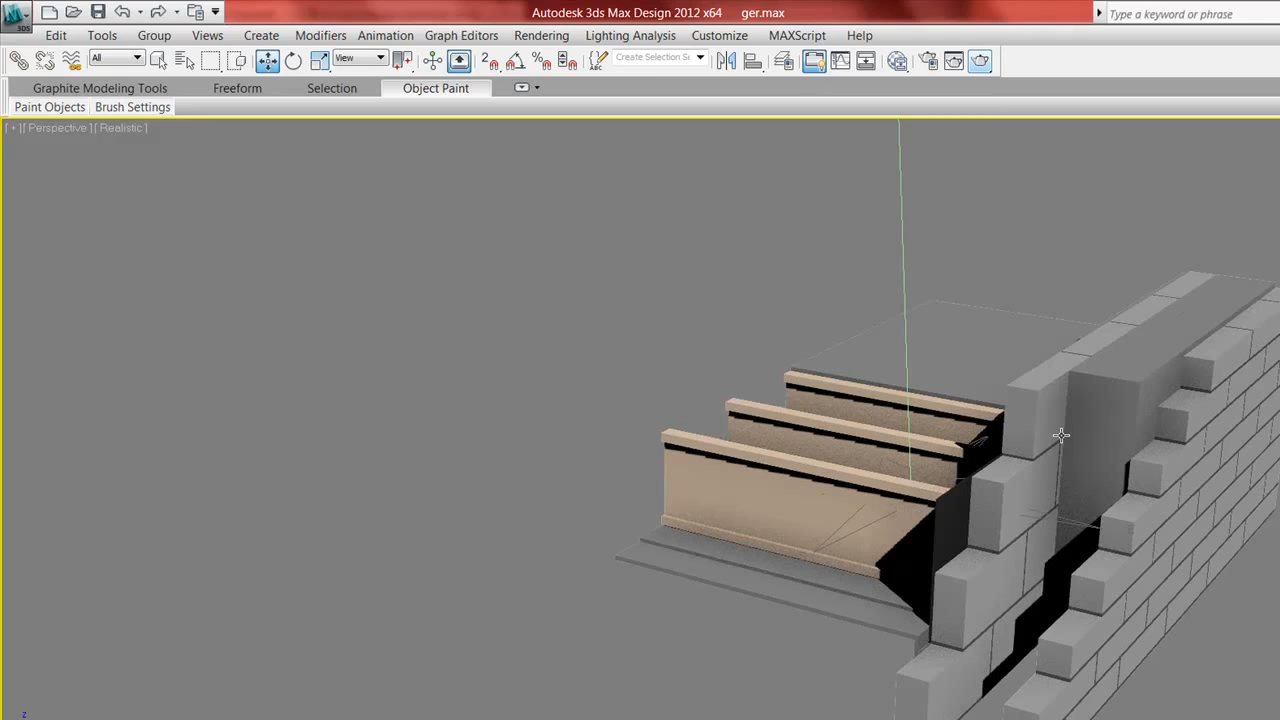 Autodesk 3ds Max Design 2012 x64 ger.max
Type a keyword or phrase
3DS
Edit Tools Group Views Create Modifiers Animation Graph Editors Rendering Lighting Analysis Customize MAXScript Help
All View 2 Create Selection Se
Graphite Modeling Tools Freeform Selection Object Paint
Paint Objects Brush Settings
[ + ][ Perspective ][ Realistic ]
z